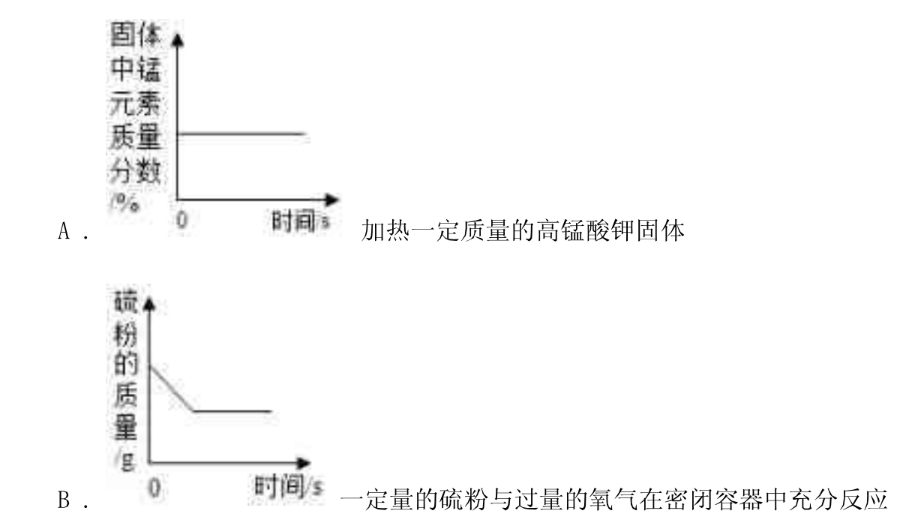 固体
中锰
元素
质量
分数
/%
0 时间/s
A . 加热一定质量的高锰酸钾固体
硫
粉
的
质
量
/g
0 时间/s
B . 一定量的硫粉与过量的氧气在密闭容器中充分反应